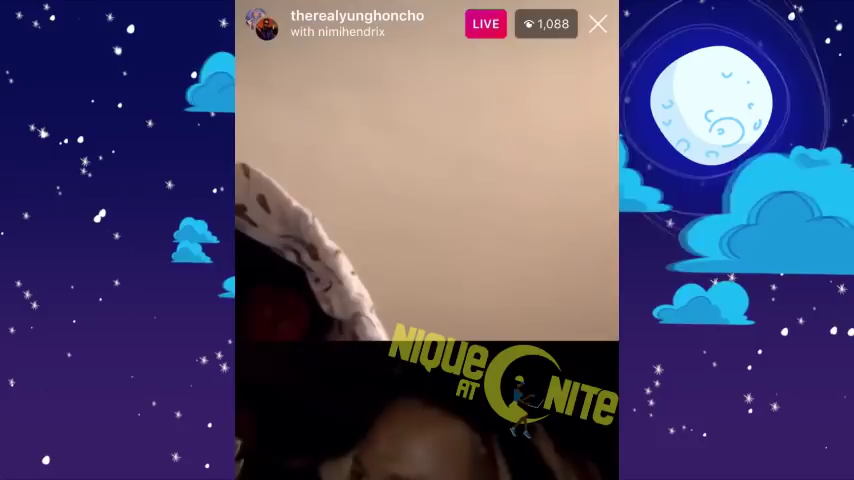 therealyunghoncho
with nimihendrix
LIVE
1,088
NIQUE
AT
NITE